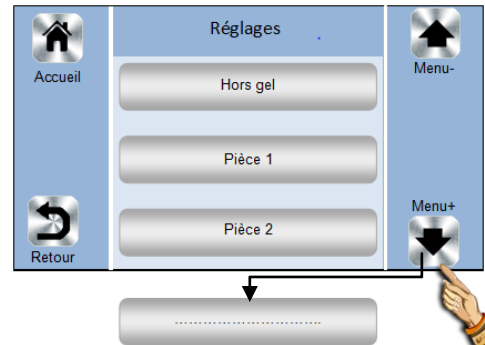 Réglages
Accueil
Menu-
Hors gel
Pièce 1
Pièce 2
Menu+
Retour
................................